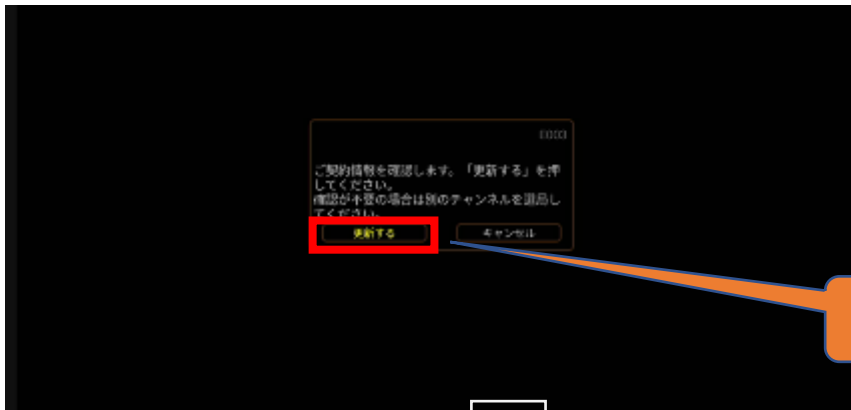 ご契約情報を確認します。「更新する」を押
してください。
確認が不要の場合は別のチャンネルを選局し
てください。
更新する
キャンセル